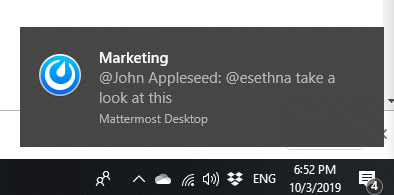 Marketing
@John Appleseed: @esethna take a
look at this
Mattermost Desktop
ENG
6:52 PM
10/3/2019
4